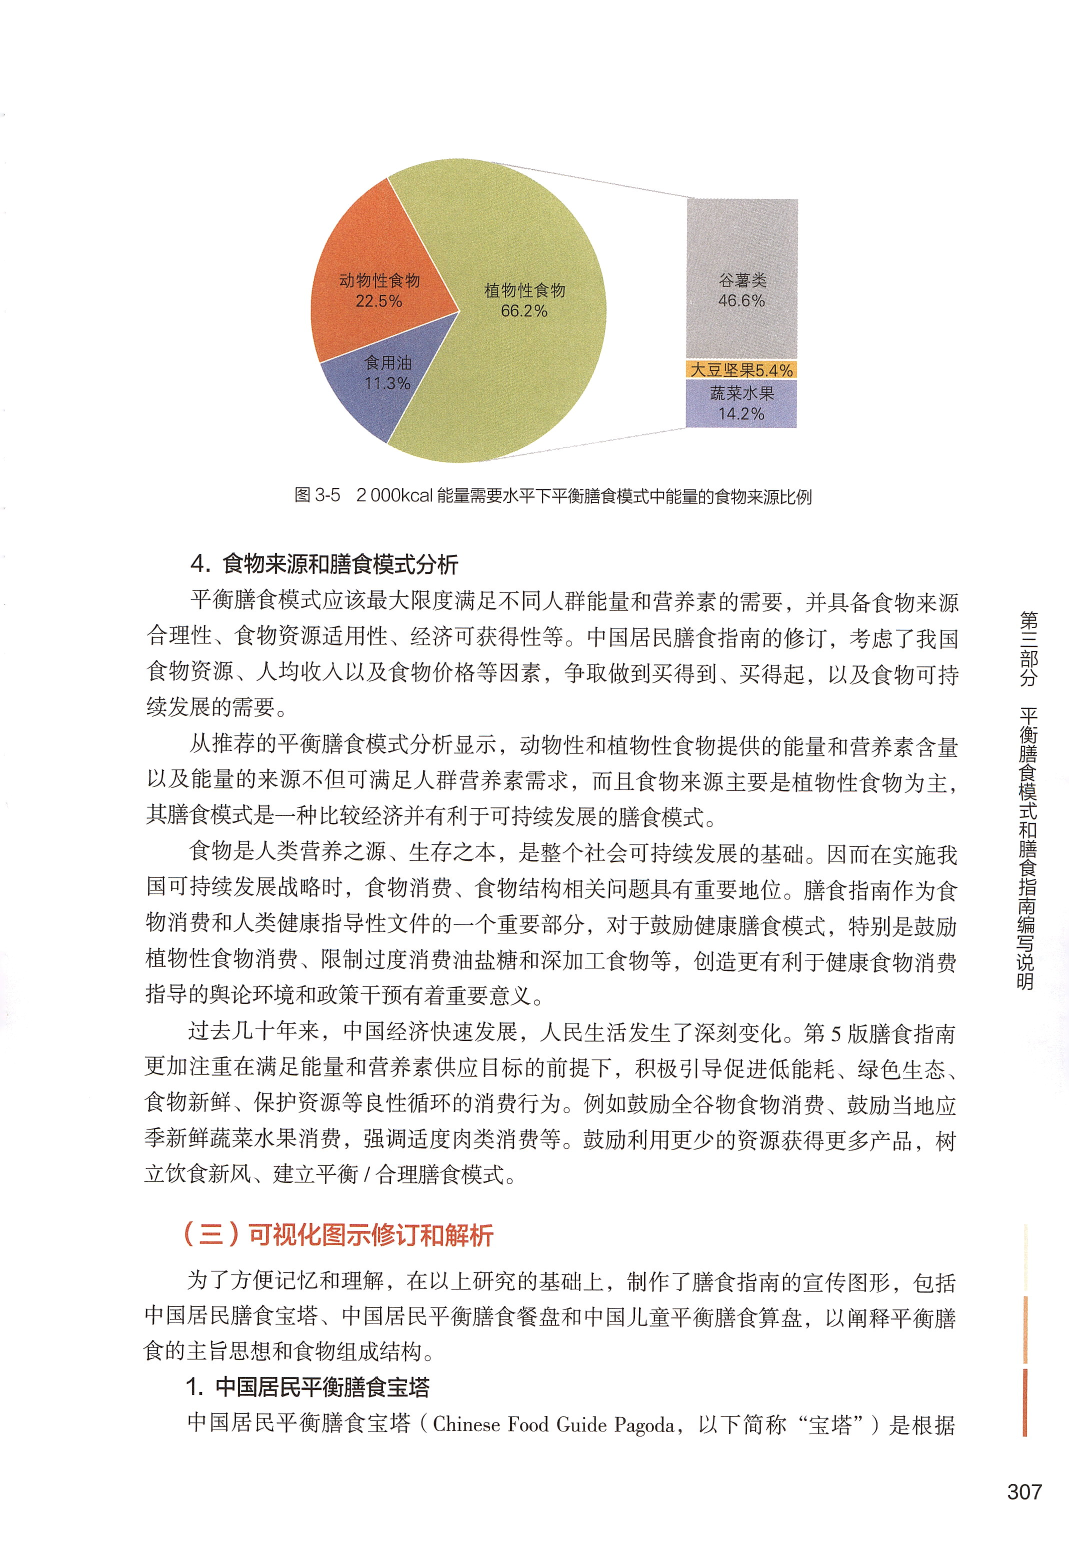 动物性食物
22.5%
植物性食物
66.2%
食用油
11.3%
谷薯类
46.6%
大豆坚果5.4%
蔬菜水果
14.2%
图 3-5 2 000kcal 能量需要水平下平衡膳食模式中能量的食物来源比例
4. 食物来源和膳食模式分析
平衡膳食模式应该最大限度满足不同人群能量和营养素的需要，并具备食物来源
合理性、食物资源适用性、经济可获得性等。中国居民膳食指南的修订，考虑了我国
食物资源、人均收入以及食物价格等因素，争取做到买得到、买得起，以及食物可持
续发展的需要。
从推荐的平衡膳食模式分析显示，动物性和植物性食物提供的能量和营养素含量
以及能量的来源不但可满足人群营养素需求，而且食物来源主要是植物性食物为主，
其膳食模式是一种比较经济并有利于可持续发展的膳食模式。
食物是人类营养之源、生存之本，是整个社会可持续发展的基础。因而在实施我
国可持续发展战略时，食物消费、食物结构相关问题具有重要地位。膳食指南作为食
物消费和人类健康指导性文件的一个重要部分，对于鼓励健康膳食模式，特别是鼓励
植物性食物消费、限制过度消费油盐糖和深加工食物等，创造更有利于健康食物消费
指导的舆论环境和政策干预有着重要意义。
过去几十年来，中国经济快速发展，人民生活发生了深刻变化。第 5 版膳食指南
更加注重在满足能量和营养素供应目标的前提下，积极引导促进低能耗、绿色生态、
食物新鲜、保护资源等良性循环的消费行为。例如鼓励全谷物食物消费、鼓励当地应
季新鲜蔬菜水果消费，强调适度肉类消费等。鼓励利用更少的资源获得更多产品，树
立饮食新风、建立平衡 / 合理膳食模式。
（三）可视化图示修订和解析
为了方便记忆和理解，在以上研究的基础上，制作了膳食指南的宣传图形，包括
中国居民膳食宝塔、中国居民平衡膳食餐盘和中国儿童平衡膳食算盘，以阐释平衡膳
食的主旨思想和食物组成结构。
1. 中国居民平衡膳食宝塔
中国居民平衡膳食宝塔（Chinese Food Guide Pagoda，以下简称“宝塔”）是根据
第三部分 平衡膳食模式和膳食指南编写说明
307